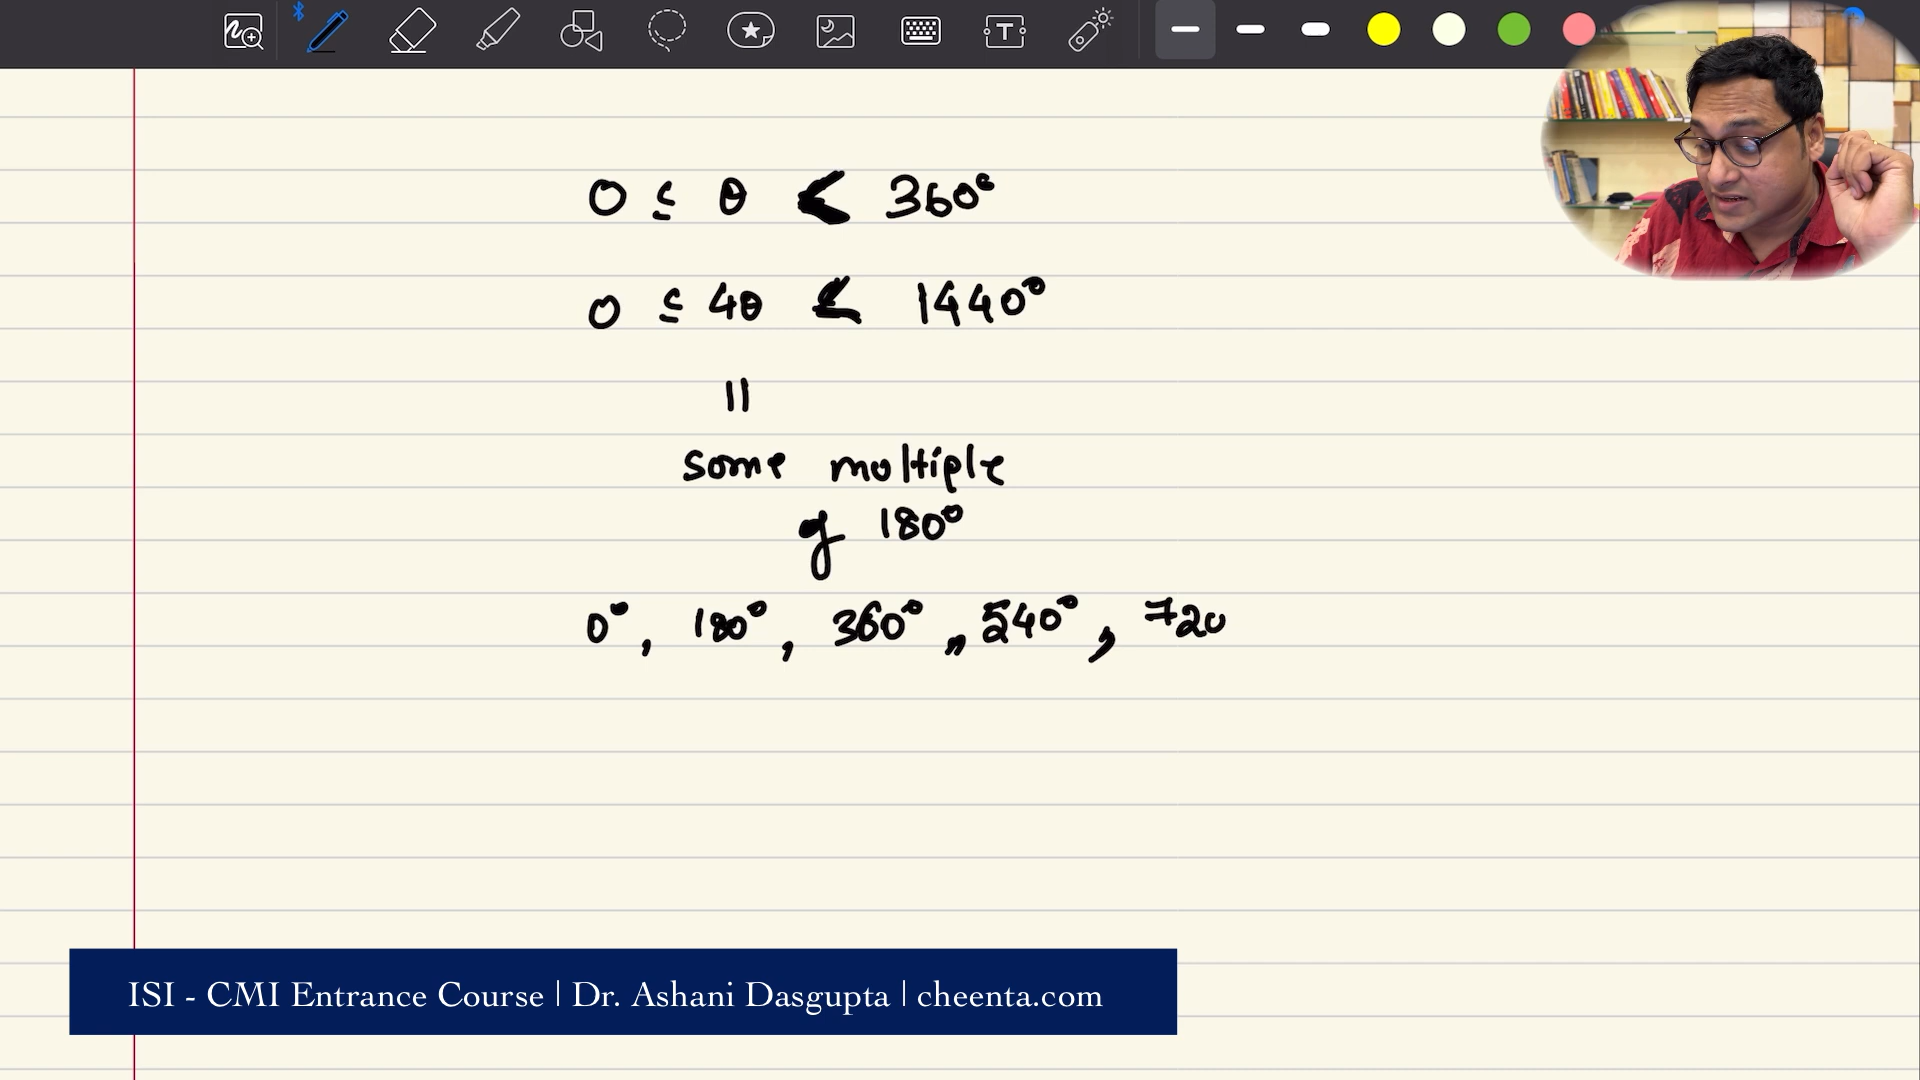 0 ≤ θ < 360°
0 ≤ 4θ < 1440°
||
some multiple
of 180°
0°, 180°, 360°, 540°, 720
ISI - CMI Entrance Course | Dr. Ashani Dasgupta | cheenta.com